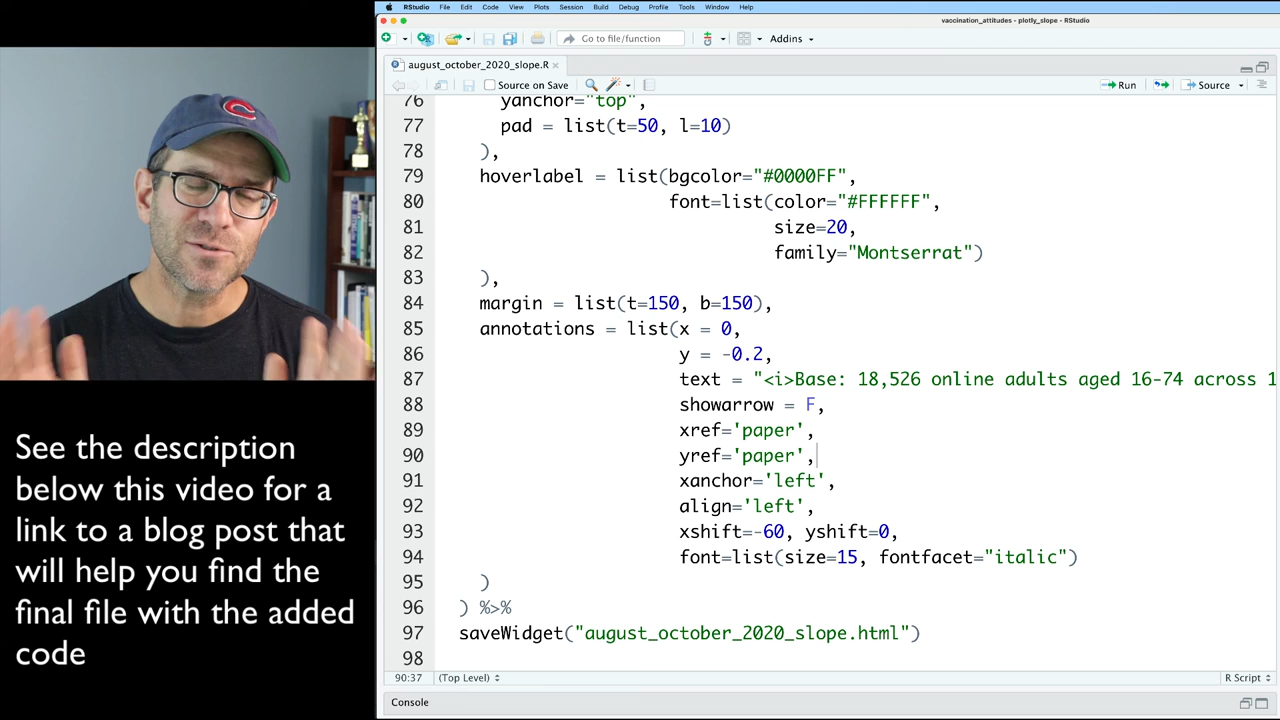 RStudio File Edit Code View Plots Session Build Debug Profile Tools Window Help
vaccination_attitudes - plotly_slope - RStudio
Go to file/function Addins
august_october_2020_slope.R
Source on Save Run Source
76 yanchor="top",
77 pad = list(t=50, l=10)
78 ),
79 hoverlabel = list(bgcolor="#0000FF",
80 font=list(color="#FFFFFF",
81 size=20,
82 family="Montserrat")
83 ),
84 margin = list(t=150, b=150),
85 annotations = list(x = 0,
86 y = -0.2,
87 text = "<i>Base: 18,526 online adults aged 16-74 across 1
88 showarrow = F,
89 xref='paper',
90 yref='paper',
91 xanchor='left',
92 align='left',
93 xshift=-60, yshift=0,
94 font=list(size=15, fontfacet="italic")
95 )
96 ) %>%
97 saveWidget("august_october_2020_slope.html")
98
90:37 (Top Level) R Script
Console
C
See the description
below this video for a
link to a blog post that
will help you find the
final file with the added
code